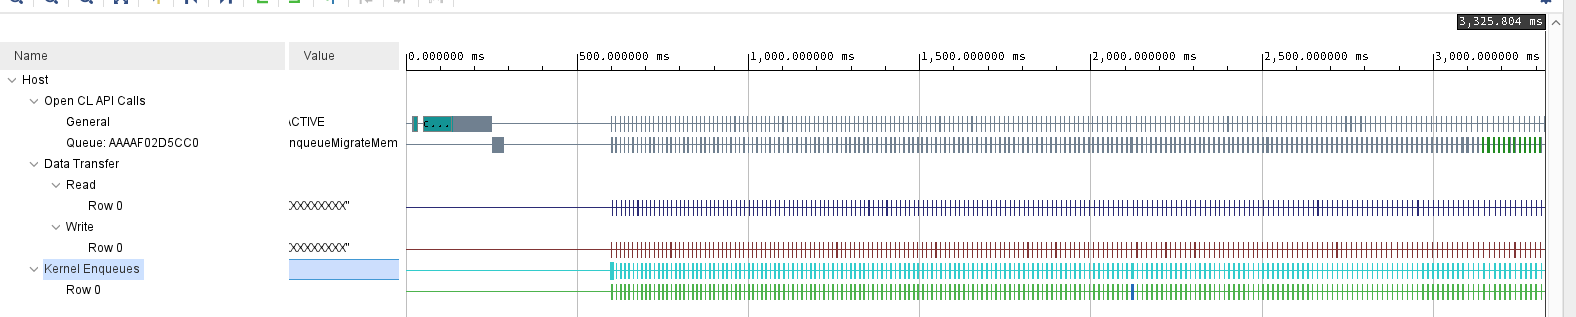 3,325.804 ms
Name Value 0.000000 ms 500.000000 ms 1,000.000000 ms 1,500.000000 ms 2,000.000000 ms 2,500.000000 ms 3,000.000000 ms
Host
Open CL API Calls
General CTIVE c...
Queue: AAAAF02D5CC0 nqueueMigrateMem
Data Transfer
Read
Row 0 XXXXXXXX"
Write
Row 0 XXXXXXXX"
Kernel Enqueues
Row 0